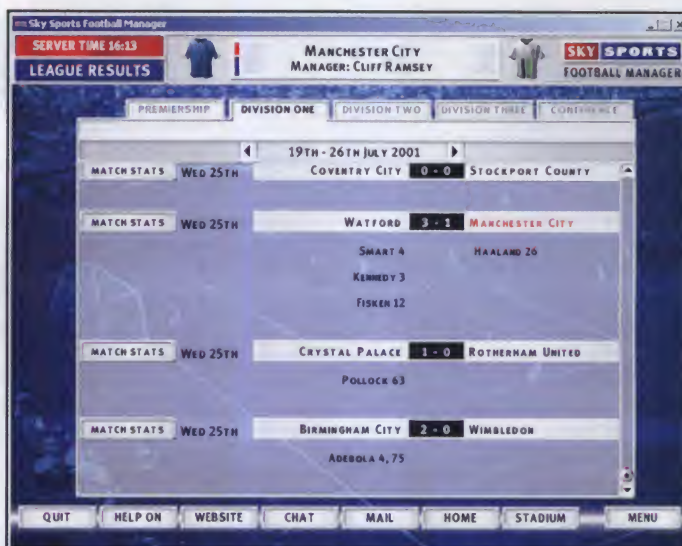 Sky Sports Football Manager
SERVER TIME 16:13
LEAGUE RESULTS
MANCHESTER CITY
MANAGER: CLIFF RAMSEY
SKY SPORTS
FOOTBALL MANAGER
PREMIERSHIP DIVISION ONE DIVISION TWO DIVISION THREE CONFERENCE
19TH - 26TH JULY 2001
MATCH STATS WED 25TH COVENTRY CITY 0 - 0 STOCKPORT COUNTY
MATCH STATS WED 25TH WATFORD 3 - 1 MANCHESTER CITY
SMART 4 HAALAND 26
KENNEDY 3
FISKEN 12
MATCH STATS WED 25TH CRYSTAL PALACE 1 - 0 ROTHERHAM UNITED
POLLOCK 63
MATCH STATS WED 25TH BIRMINGHAM CITY 2 - 0 WIMBLEDON
ADEBOLA 4, 75
QUIT HELP ON WEBSITE CHAT MAIL HOME STADIUM MENU